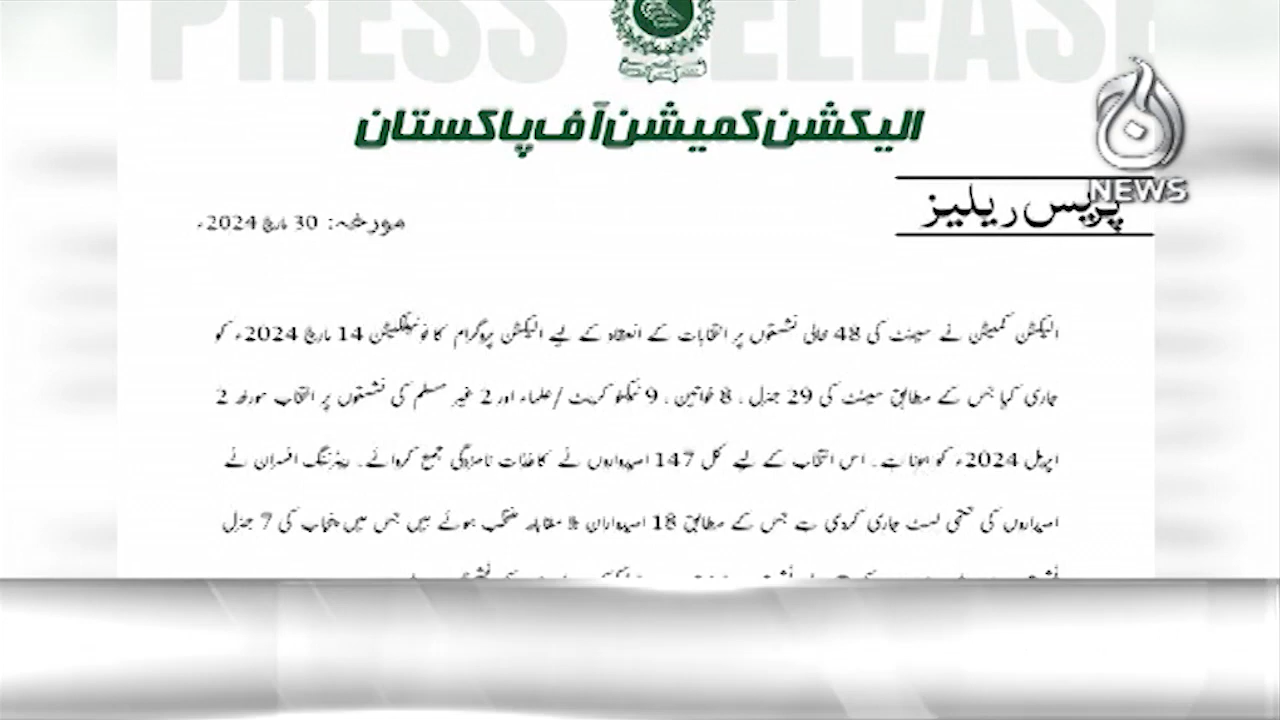 PRESS RELEASE
الیکشن کمیشن آف پاکستان
NEWS
پریس ریلیز
مورخہ: 30 مارچ 2024ء
الیکشن کمیشن نے سینٹ کی 48 خالی نشستوں پر انتخابات کے انعقاد کے لیے الیکشن پروگرام کا نوٹیفکیشن 14 مارچ 2024ء کو
جاری کیا جس کے مطابق سینٹ کی 29 جنرل ، 8 خواتین ، 9 ٹیکنو کریٹ /علماء اور 2 غیر مسلم کی نشستوں پر انتخاب مورخہ 2
اپریل 2024ء کو ہونا ہے۔ اس انتخاب کے لیے کل 147 امیدواروں نے کاغذات نامزدگی جمع کروائے۔ ریٹرننگ افسران نے
امیدواروں کی حتمی لسٹ جاری کردی ہے جس کے مطابق 18 امیدواران بلا مقابلہ منتخب ہوئے ہیں جس میں پنجاب کی 7 جنرل